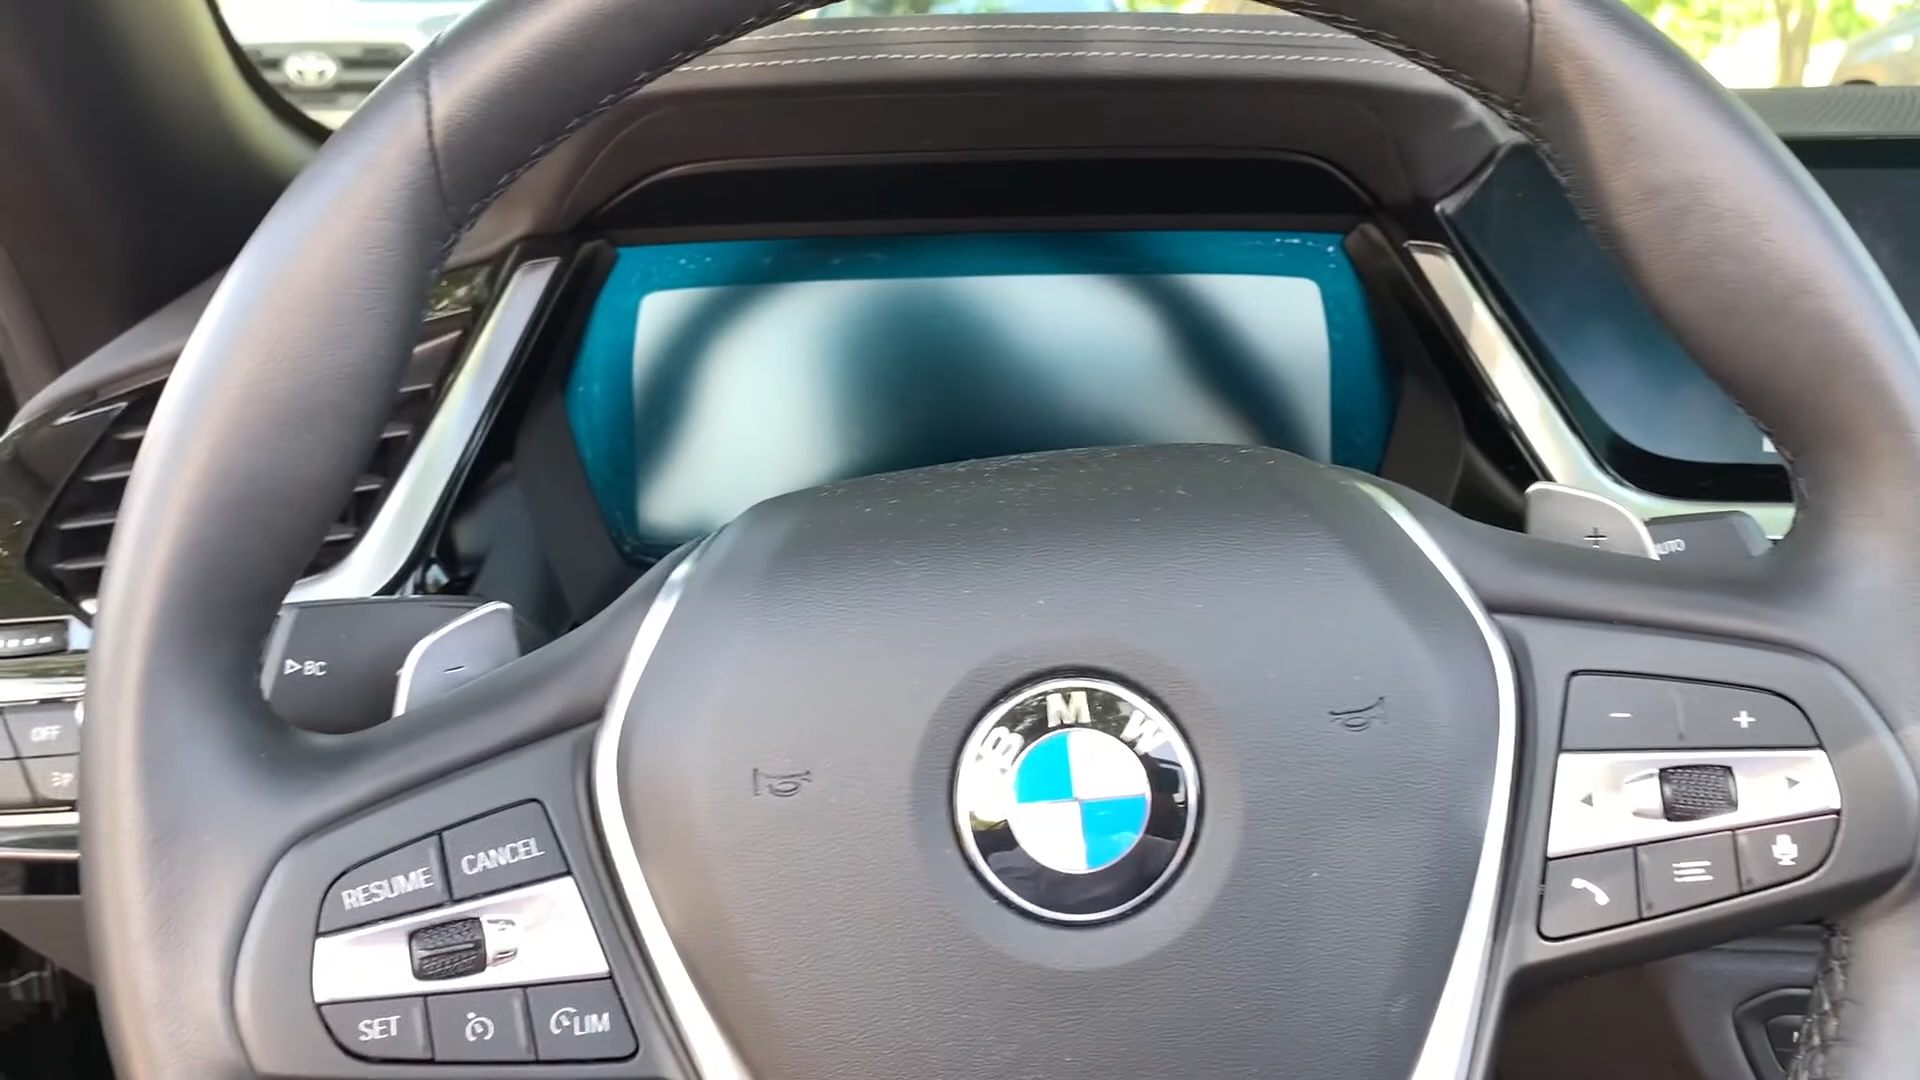 +
AUTO
BC
−
OFF
BMW
− +
RESUME
CANCEL
SET
LIM